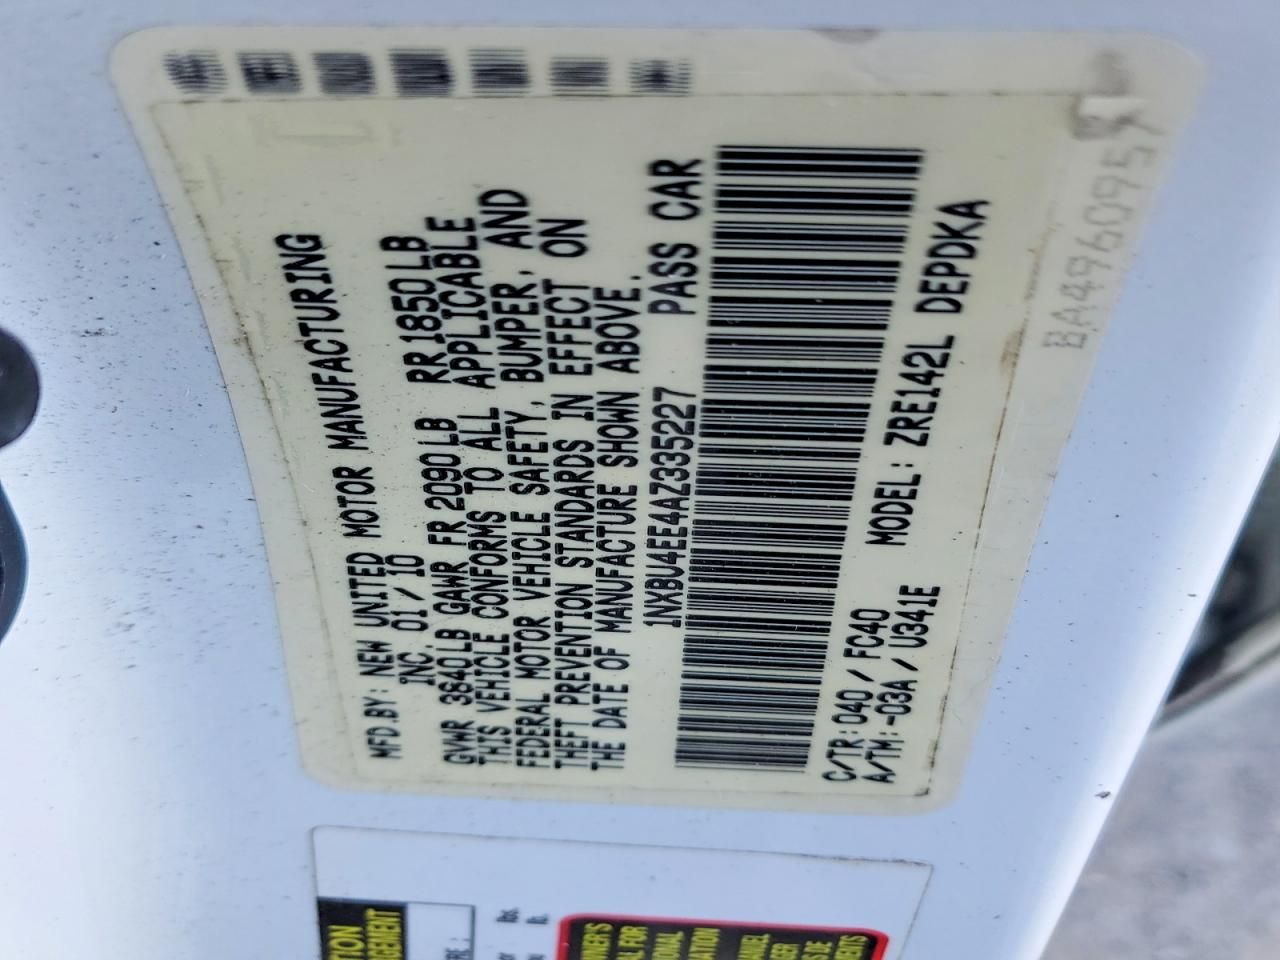 MFD.BY: NEW UNITED MOTOR MANUFACTURING
INC. 01/10
GVWR 3840LB GAWR FR 2090LB RR 1850LB
THIS VEHICLE CONFORMS TO ALL APPLICABLE
FEDERAL MOTOR VEHICLE SAFETY, BUMPER, AND
THEFT PREVENTION STANDARDS IN EFFECT ON
THE DATE OF MANUFACTURE SHOWN ABOVE.
1NXBU4EE4AZ335227 PASS CAR
C/TR: 040/FC40 MODEL: ZRE142L DEPDKA
A/TM: -03A/U341E
BA4960957